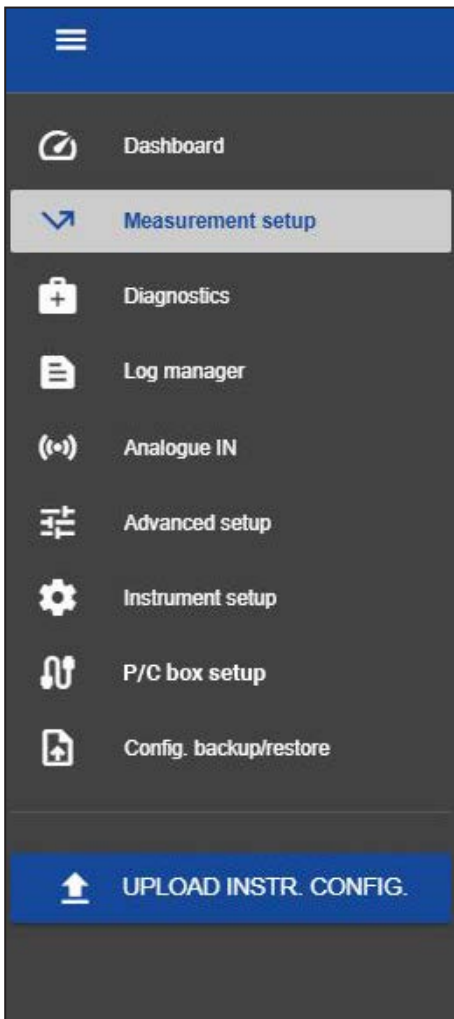 Dashboard
Measurement setup
Diagnostics
Log manager
Analogue IN
Advanced setup
Instrument setup
P/C box setup
Config. backup/restore
UPLOAD INSTR. CONFIG.